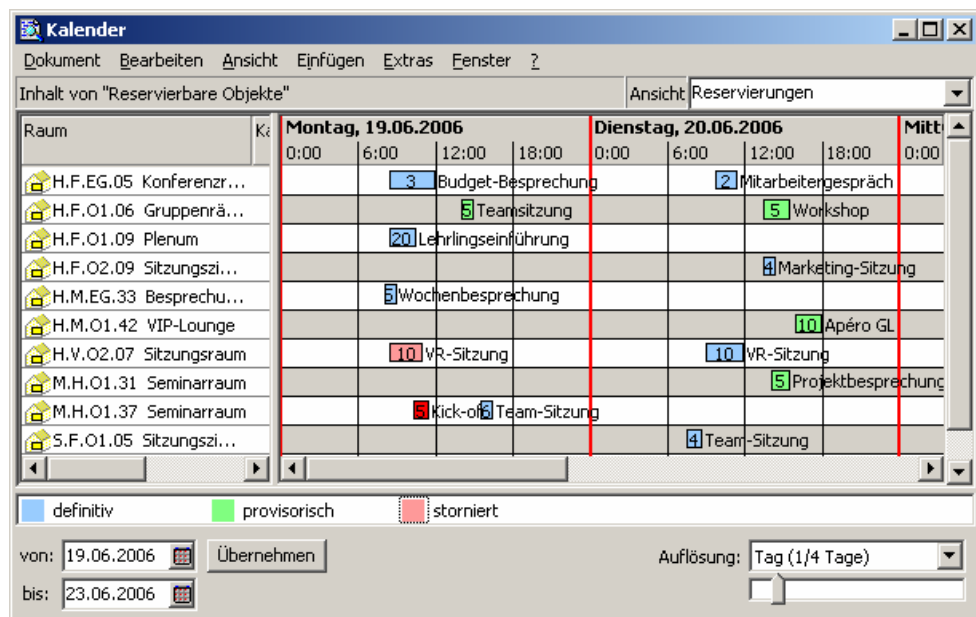 Kalender
Dokument Bearbeiten Ansicht Einfügen Extras Fenster ?
Inhalt von "Reservierbare Objekte" Ansicht Reservierungen
Raum Ka Montag, 19.06.2006 Dienstag, 20.06.2006 Mitt
0:00 6:00 12:00 18:00 0:00 6:00 12:00 18:00 0:00
H.F.EG.05 Konferenzr... 3 Budget-Besprechung 2 Mitarbeitergespräch
H.F.O1.06 Gruppenrä... 5 Teamsitzung 5 Workshop
H.F.O1.09 Plenum 20 Lehrlingseinführung
H.F.O2.09 Sitzungszi... 4 Marketing-Sitzung
H.M.EG.33 Besprechu... 6 Wochenbesprechung
H.M.O1.42 VIP-Lounge 10 Apéro GL
H.V.O2.07 Sitzungsraum 10 VR-Sitzung 10 VR-Sitzung
M.H.O1.31 Seminarraum 5 Projektbesprechung
M.H.O1.37 Seminarraum 5 Kick-off 6 Team-Sitzung
S.F.O1.05 Sitzungszi... 4 Team-Sitzung
definitiv provisorisch storniert
von: 19.06.2006 Übernehmen Auflösung: Tag (1/4 Tage)
bis: 23.06.2006